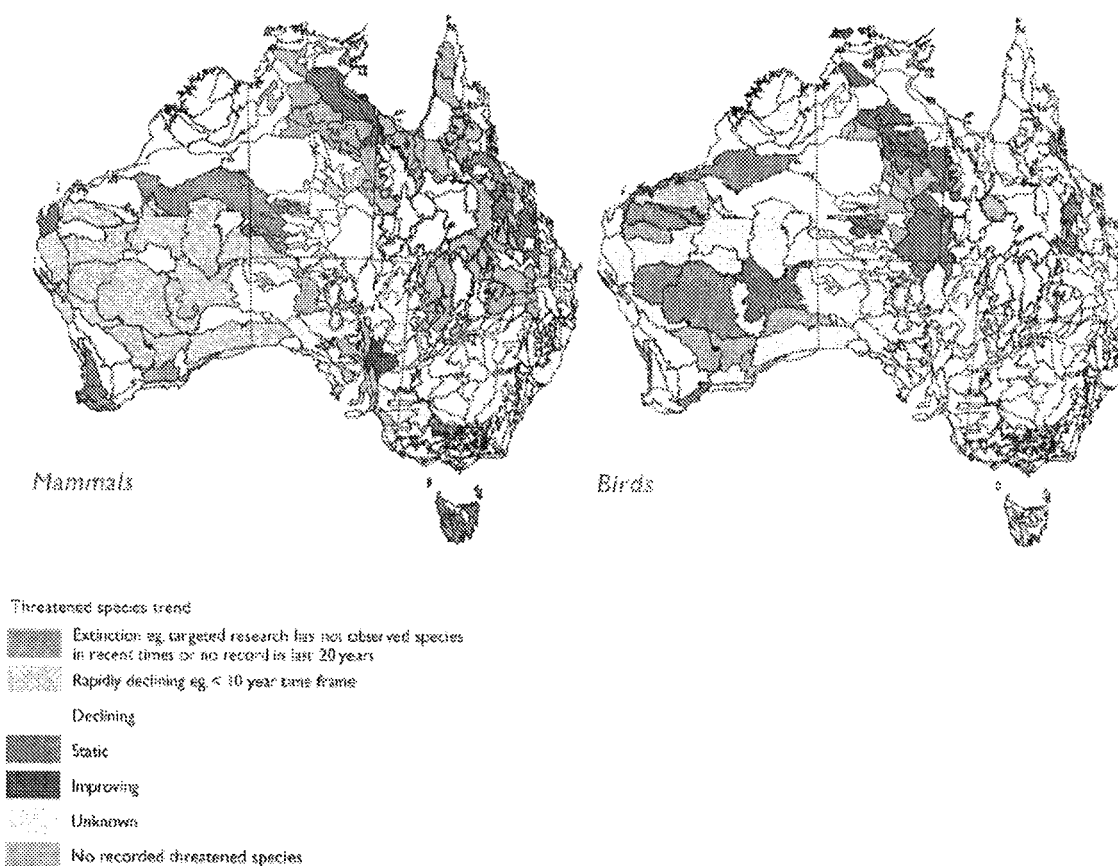 Mammals
Birds
Threatened species trend
Extinction eg. targeted research has not observed species
in recent times or no record in last 20 years
Rapidly declining eg. < 10 year time frame
Declining
Static
Improving
Unknown
No recorded threatened species